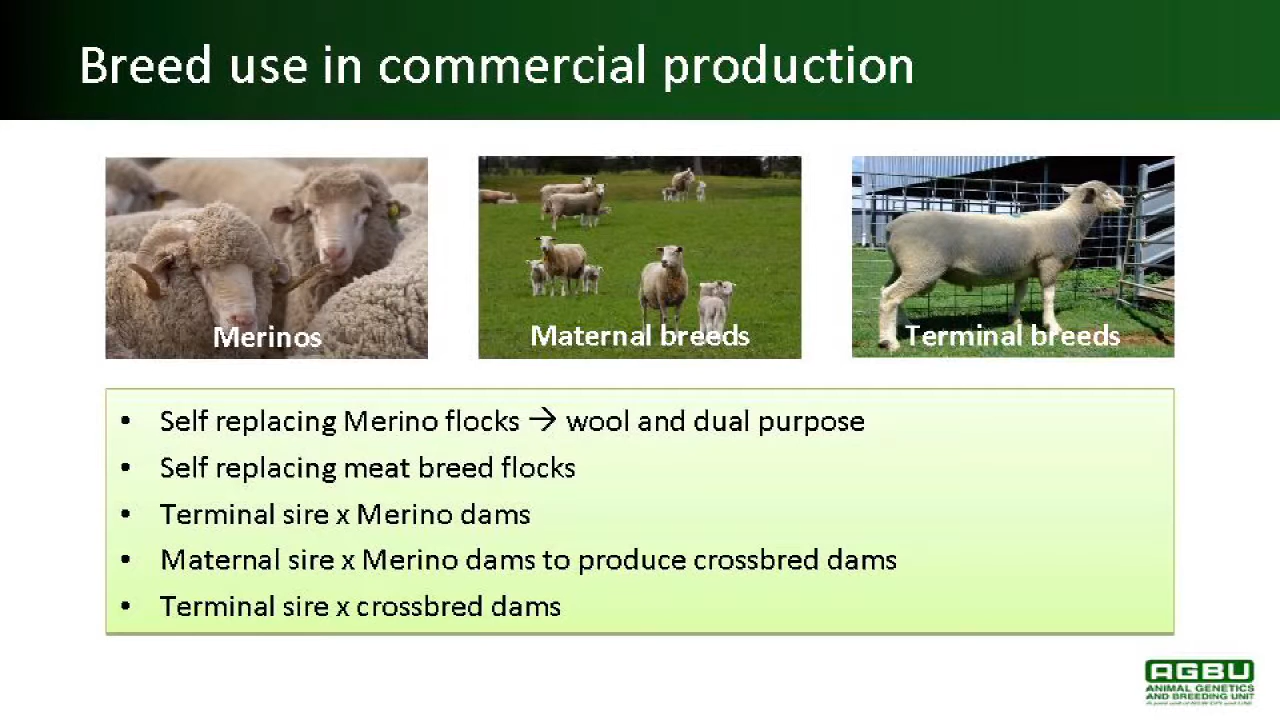 Breed use in commercial production
Merinos
Maternal breeds
Terminal breeds
• Self replacing Merino flocks → wool and dual purpose
• Self replacing meat breed flocks
• Terminal sire x Merino dams
• Maternal sire x Merino dams to produce crossbred dams
• Terminal sire x crossbred dams
AGBU
ANIMAL GENETICS
AND BREEDING UNIT